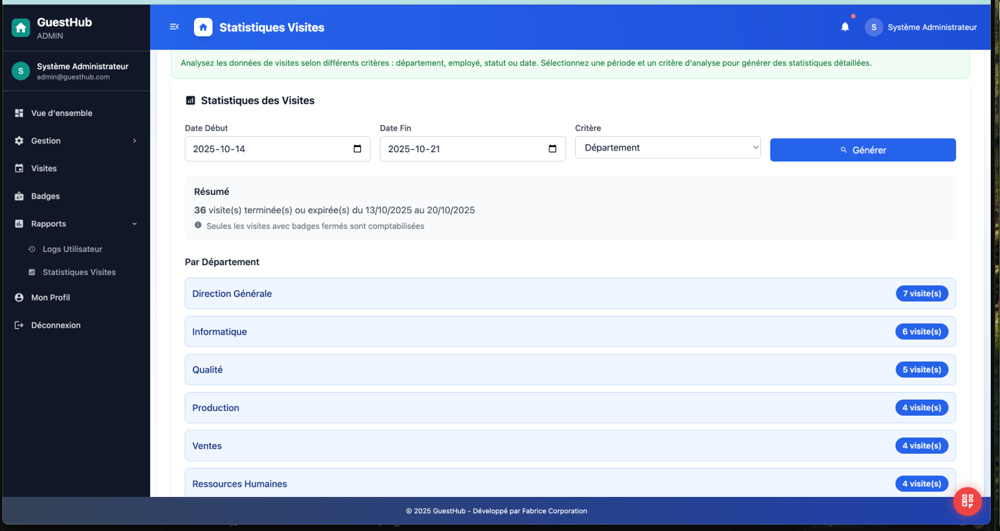 GuestHub
ADMIN
S
Système Administrateur
admin@guesthub.com
Vue d'ensemble
Gestion
Visites
Badges
Rapports
Logs Utilisateur
Statistiques Visites
Mon Profil
Déconnexion
Statistiques Visites
S
Système Administrateur
Analysez les données de visites selon différents critères : département, employé, statut ou date. Sélectionnez une période et un critère d'analyse pour générer des statistiques détaillées.
Statistiques des Visites
Date Début
Date Fin
Critère
2025-10-14
2025-10-21
Département
Générer
Résumé
36 visite(s) terminée(s) ou expirée(s) du 13/10/2025 au 20/10/2025
Seules les visites avec badges fermés sont comptabilisées
Par Département
Direction Générale 7 visite(s)
Informatique 6 visite(s)
Qualité 5 visite(s)
Production 4 visite(s)
Ventes 4 visite(s)
Ressources Humaines 4 visite(s)
© 2025 GuestHub - Développé par Fabrice Corporation